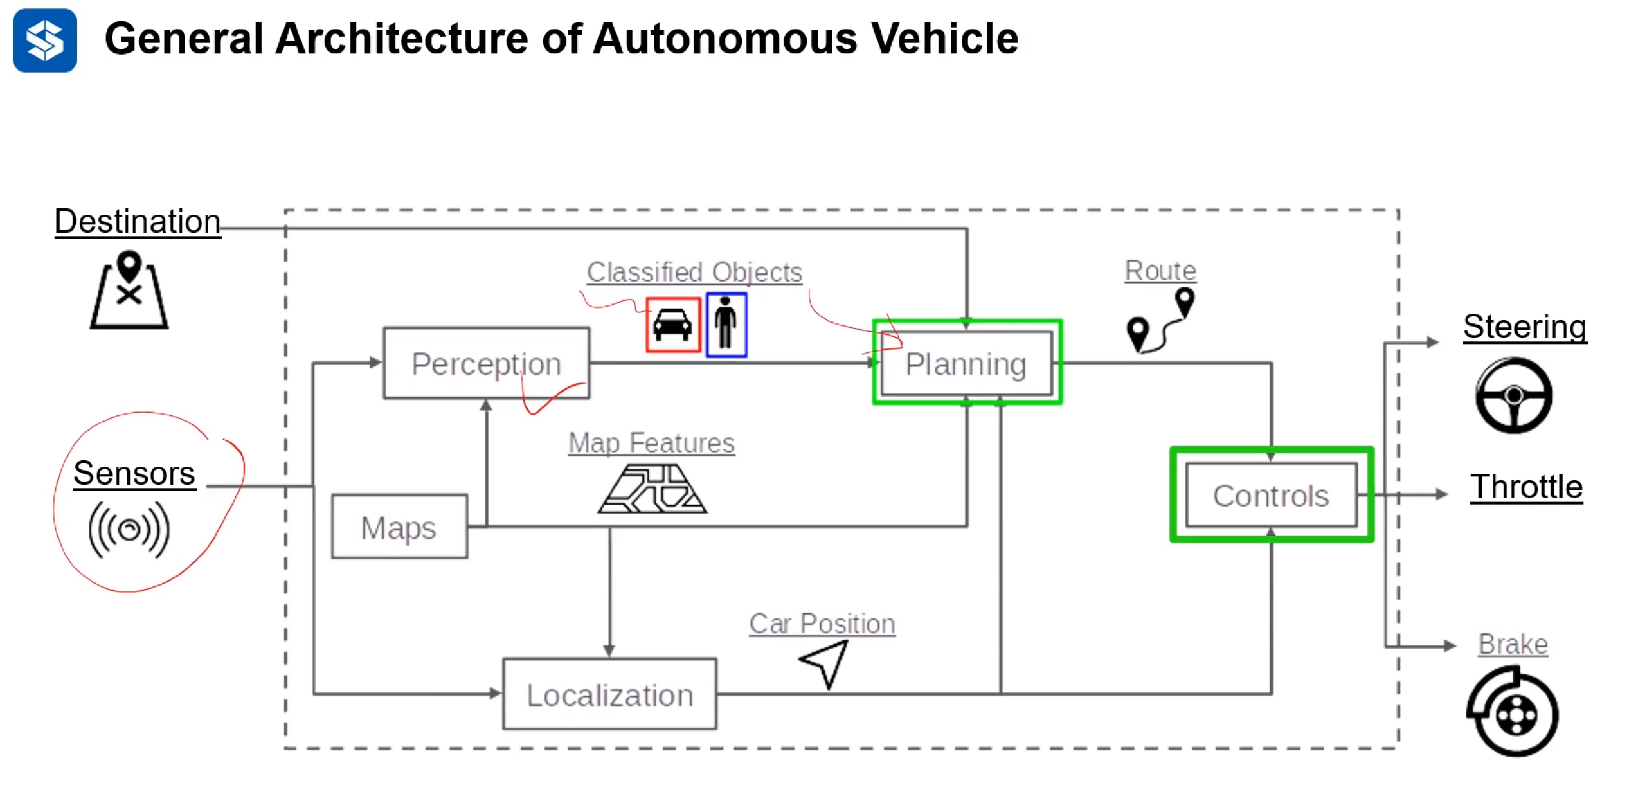 General Architecture of Autonomous Vehicle
Destination
Classified Objects
Route
Steering
Perception
Planning
Map Features
Sensors
Throttle
Controls
Maps
Car Position
Brake
Localization